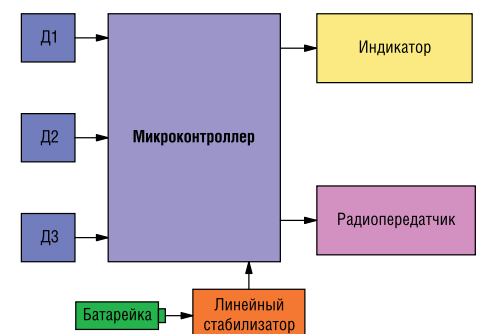 Д1
Индикатор
Д2
Микроконтроллер
Д3
Радиопередатчик
Батарейка
Линейный
стабилизатор